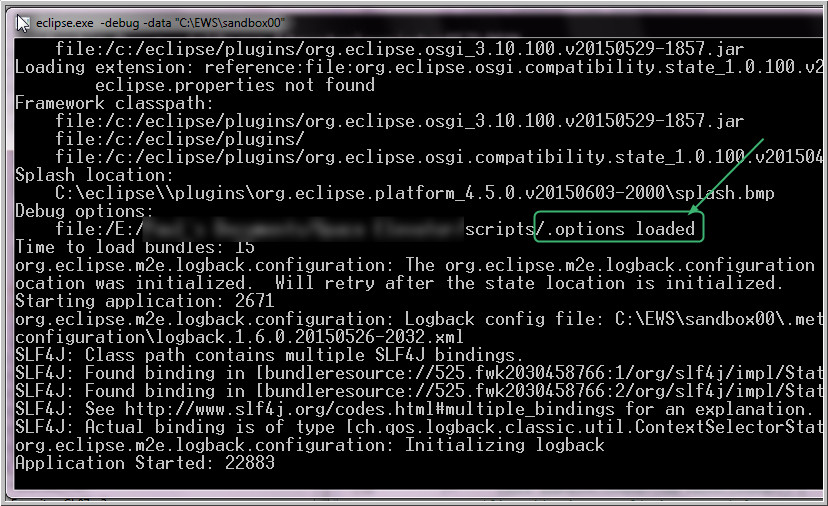 eclipse.exe -debug -data "C:\EWS\sandbox00"
file:/c:/eclipse/plugins/org.eclipse.osgi_3.10.100.v20150529-1857.jar
Loading extension: reference:file:org.eclipse.osgi.compatibility.state_1.0.100.v2
eclipse.properties not found
Framework classpath:
file:/c:/eclipse/plugins/org.eclipse.osgi_3.10.100.v20150529-1857.jar
file:/c:/eclipse/plugins/
file:/c:/eclipse/plugins/org.eclipse.osgi.compatibility.state_1.0.100.v201504
Splash location:
C:\eclipse\\plugins\org.eclipse.platform_4.5.0.v20150603-2000\splash.bmp
Debug options:
file:/E:/ scripts/.options loaded
Time to load bundles: 15
org.eclipse.m2e.logback.configuration: The org.eclipse.m2e.logback.configuration
ocation was initialized.  Will retry after the state location is initialized.
Starting application: 2671
org.eclipse.m2e.logback.configuration: Logback config file: C:\EWS\sandbox00\.met
configuration\logback.1.6.0.20150526-2032.xml
SLF4J: Class path contains multiple SLF4J bindings.
SLF4J: Found binding in [bundleresource://525.fwk2030458766:1/org/slf4j/impl/Stat
SLF4J: Found binding in [bundleresource://525.fwk2030458766:2/org/slf4j/impl/Stat
SLF4J: See http://www.slf4j.org/codes.html#multiple_bindings for an explanation.
SLF4J: Actual binding is of type [ch.qos.logback.classic.util.ContextSelectorStat
org.eclipse.m2e.logback.configuration: Initializing logback
Application Started: 22883